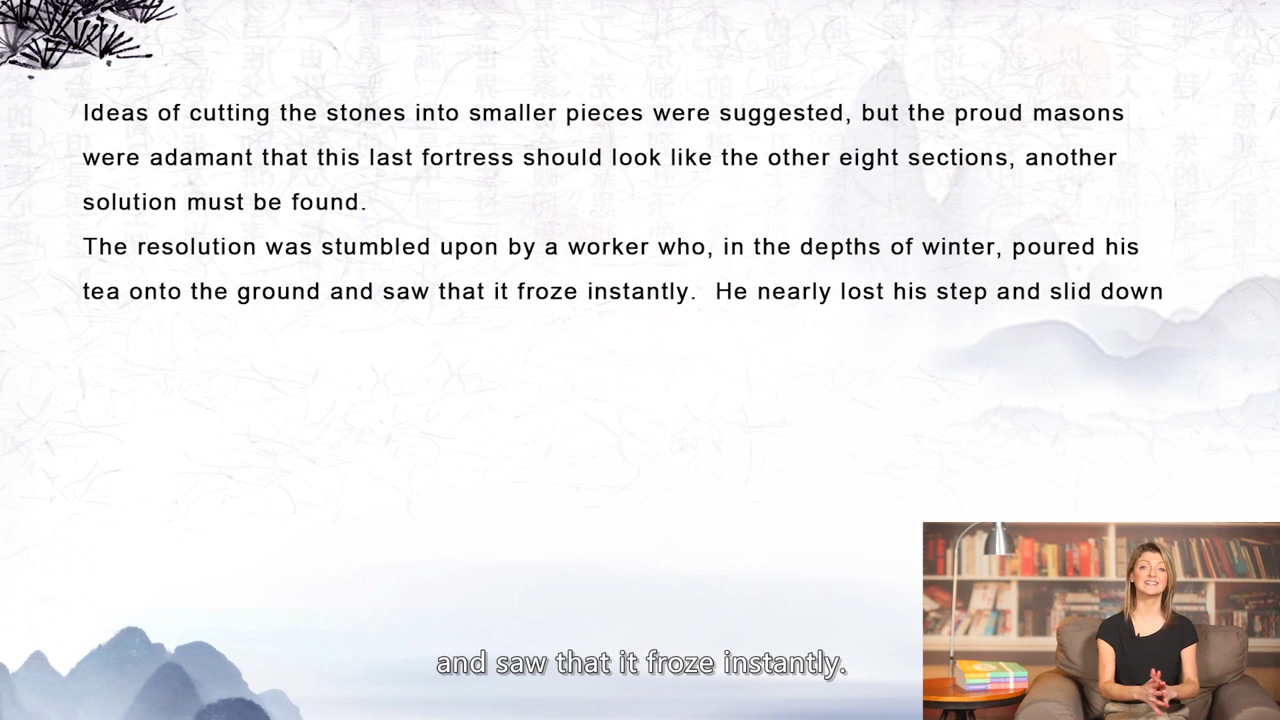 Ideas of cutting the stones into smaller pieces were suggested, but the proud masons
were adamant that this last fortress should look like the other eight sections, another
solution must be found.
The resolution was stumbled upon by a worker who, in the depths of winter, poured his
tea onto the ground and saw that it froze instantly.  He nearly lost his step and slid down
and saw that it froze instantly.